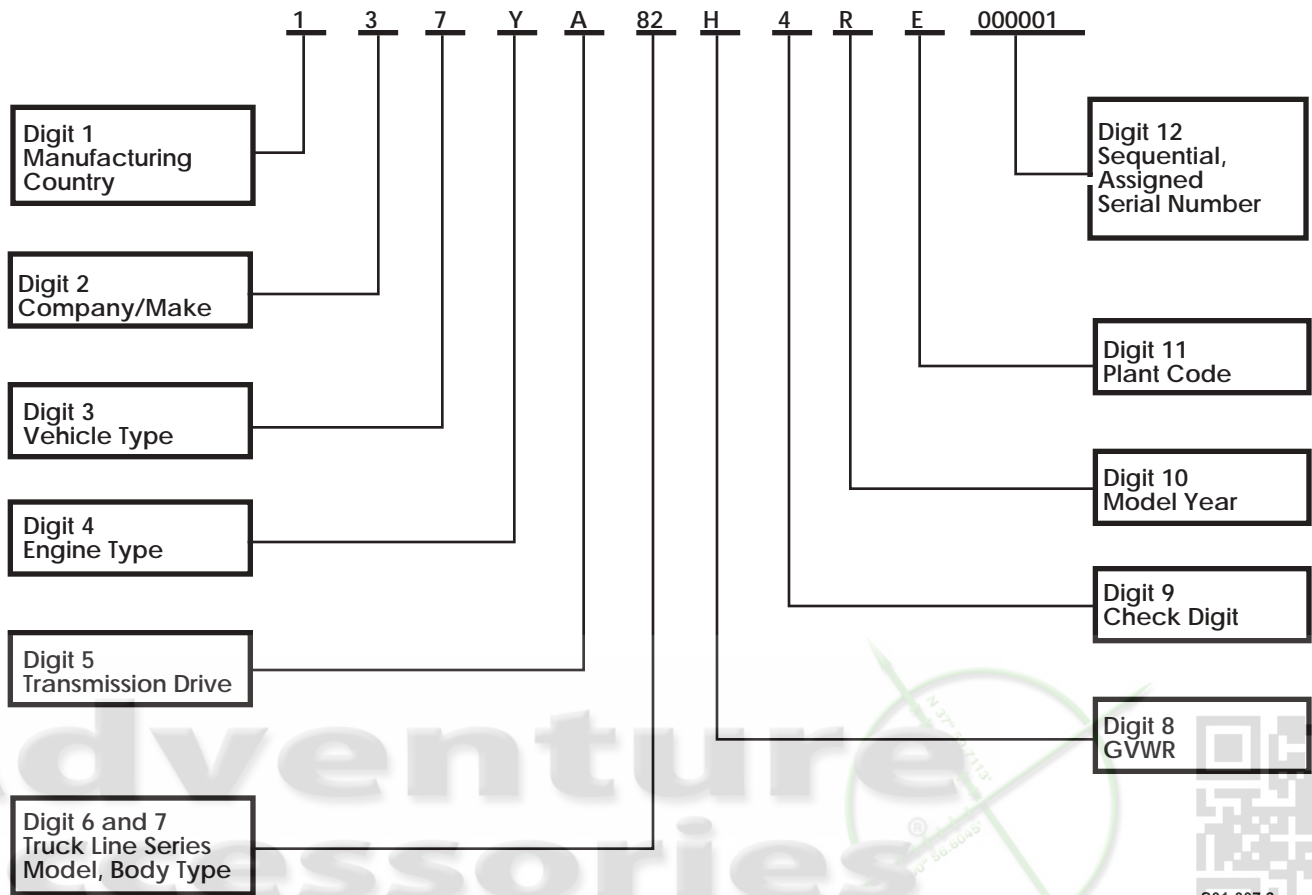 1 3 7 Y A 82 H 4 R E 000001
Digit 1
Manufacturing
Country
Digit 2
Company/Make
Digit 3
Vehicle Type
Digit 4
Engine Type
Digit 5
Transmission Drive
Digit 6 and 7
Truck Line Series
Model, Body Type
Digit 12
Sequential,
Assigned
Serial Number
Digit 11
Plant Code
Digit 10
Model Year
Digit 9
Check Digit
Digit 8
GVWR
dventure
ccessories
®